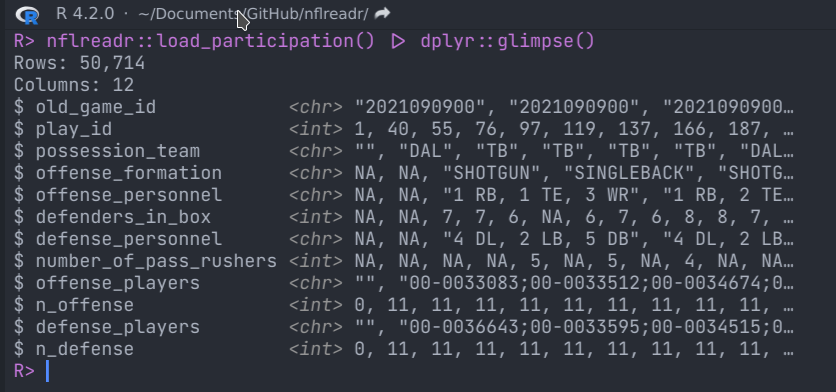 R 4.2.0 · ~/Documents/GitHub/nflreadr/
R> nflreadr::load_participation() |> dplyr::glimpse()
Rows: 50,714
Columns: 12
$ old_game_id <chr> "2021090900", "2021090900", "2021090900…
$ play_id <int> 1, 40, 55, 76, 97, 119, 137, 166, 187, …
$ possession_team <chr> "", "DAL", "TB", "TB", "TB", "TB", "DAL…
$ offense_formation <chr> NA, NA, "SHOTGUN", "SINGLEBACK", "SHOTG…
$ offense_personnel <chr> NA, NA, "1 RB, 1 TE, 3 WR", "1 RB, 2 TE…
$ defenders_in_box <int> NA, NA, 7, 7, 6, NA, 6, 7, 6, 8, 8, 7, …
$ defense_personnel <chr> NA, NA, "4 DL, 2 LB, 5 DB", "4 DL, 2 LB…
$ number_of_pass_rushers <int> NA, NA, NA, NA, 5, NA, 5, NA, 4, NA, NA…
$ offense_players <chr> "", "00-0033083;00-0033512;00-0034674;0…
$ n_offense <int> 0, 11, 11, 11, 11, 11, 11, 11, 11, 11, …
$ defense_players <chr> "", "00-0036643;00-0033595;00-0034515;0…
$ n_defense <int> 0, 11, 11, 11, 11, 11, 11, 11, 11, 11, …
R>